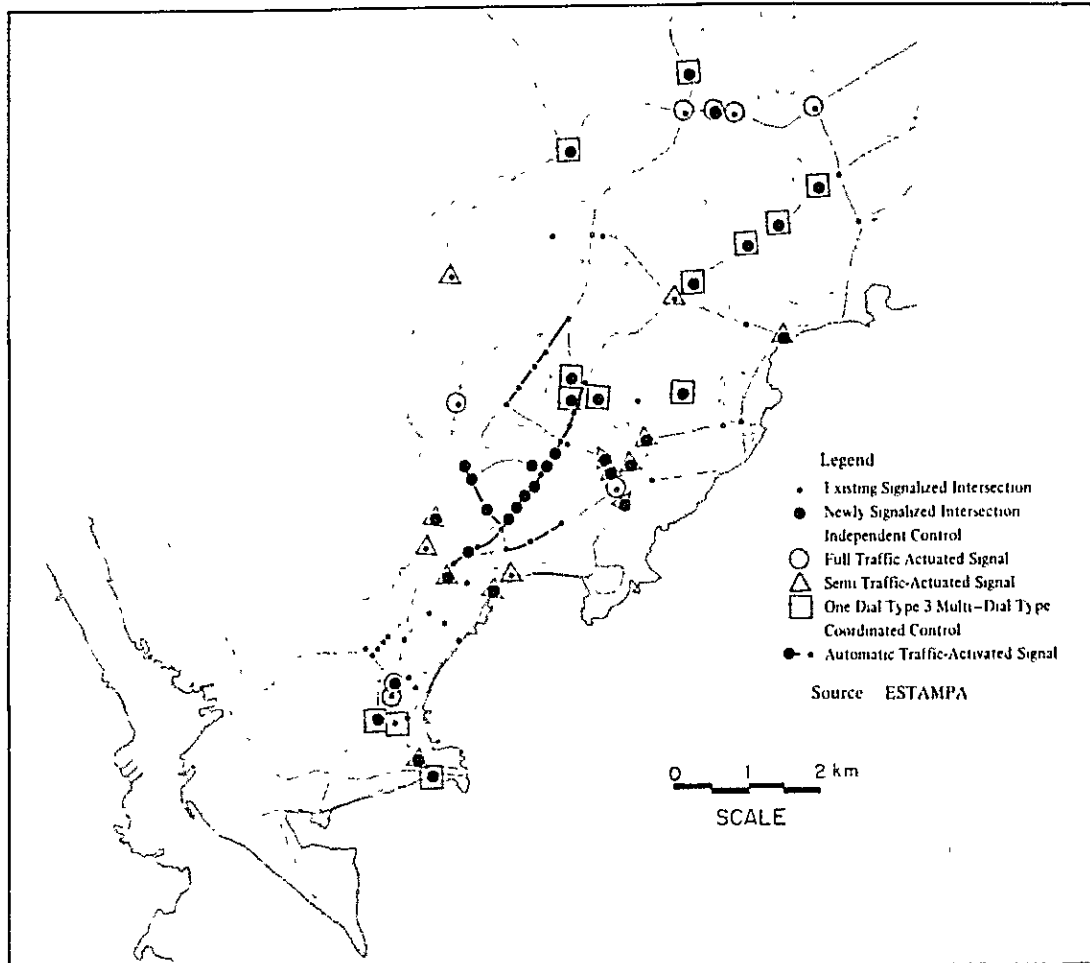 Legend
Existing Signalized Intersection
Newly Signalized Intersection
Independent Control
Full Traffic Actuated Signal
Semi Traffic-Actuated Signal
One Dial Type 3 Multi-Dial Type
Coordinated Control
Automatic Traffic-Activated Signal
Source ESTAMPA
0 1 2 km
SCALE